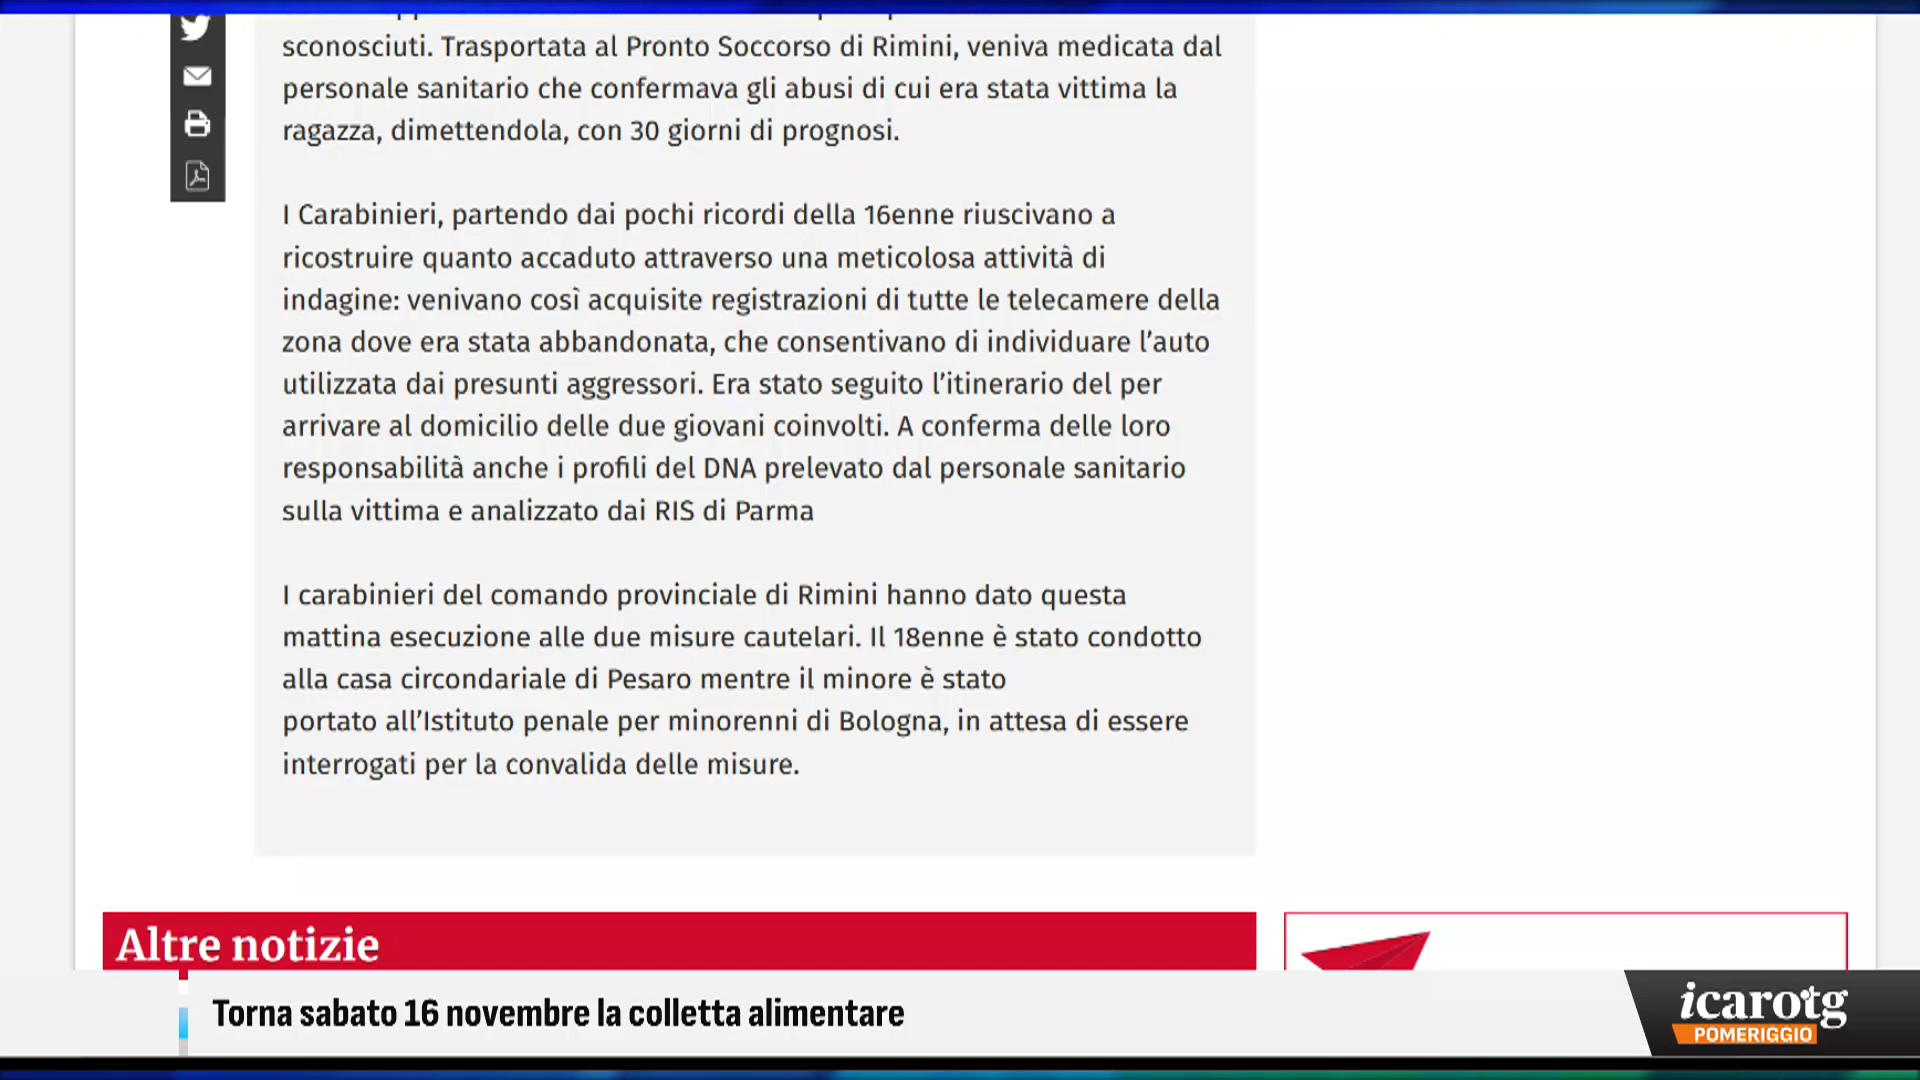 sconosciuti. Trasportata al Pronto Soccorso di Rimini, veniva medicata dal
personale sanitario che confermava gli abusi di cui era stata vittima la
ragazza, dimettendola, con 30 giorni di prognosi.
I Carabinieri, partendo dai pochi ricordi della 16enne riuscivano a
ricostruire quanto accaduto attraverso una meticolosa attività di
indagine: venivano così acquisite registrazioni di tutte le telecamere della
zona dove era stata abbandonata, che consentivano di individuare l’auto
utilizzata dai presunti aggressori. Era stato seguito l’itinerario del per
arrivare al domicilio delle due giovani coinvolti. A conferma delle loro
responsabilità anche i profili del DNA prelevato dal personale sanitario
sulla vittima e analizzato dai RIS di Parma
I carabinieri del comando provinciale di Rimini hanno dato questa
mattina esecuzione alle due misure cautelari. Il 18enne è stato condotto
alla casa circondariale di Pesaro mentre il minore è stato
portato all’Istituto penale per minorenni di Bologna, in attesa di essere
interrogati per la convalida delle misure.
Altre notizie
Torna sabato 16 novembre la colletta alimentare
icarotg
POMERIGGIO